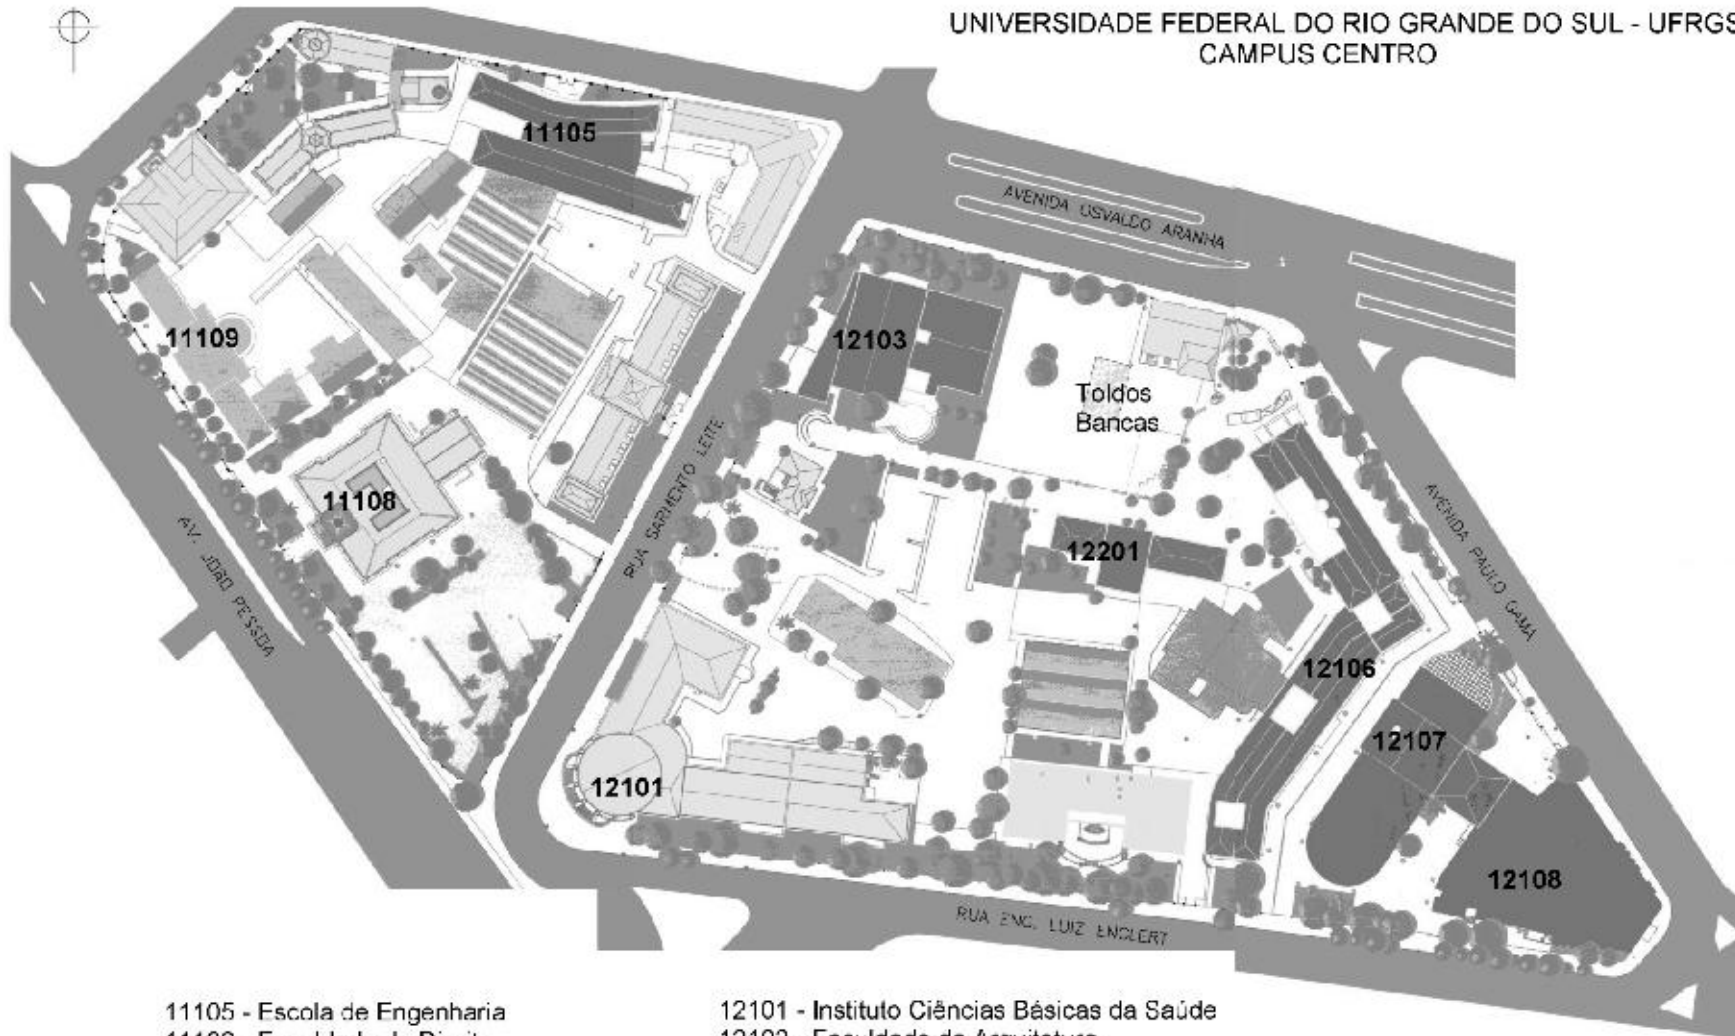 UNIVERSIDADE FEDERAL DO RIO GRANDE DO SUL - UFRGS
CAMPUS CENTRO
11105
AVENIDA OSVALDO ARANHA
11109
12103
Toldos
Bancas
11108
RUA SARMENTO LEITE
12201
AVENIDA PAULO GAMA
AV. JOÃO PESSOA
12106
12107
12101
12108
RUA ENG. LUIZ ENGLERT
11105 - Escola de Engenharia
12101 - Instituto Ciências Básicas da Saúde